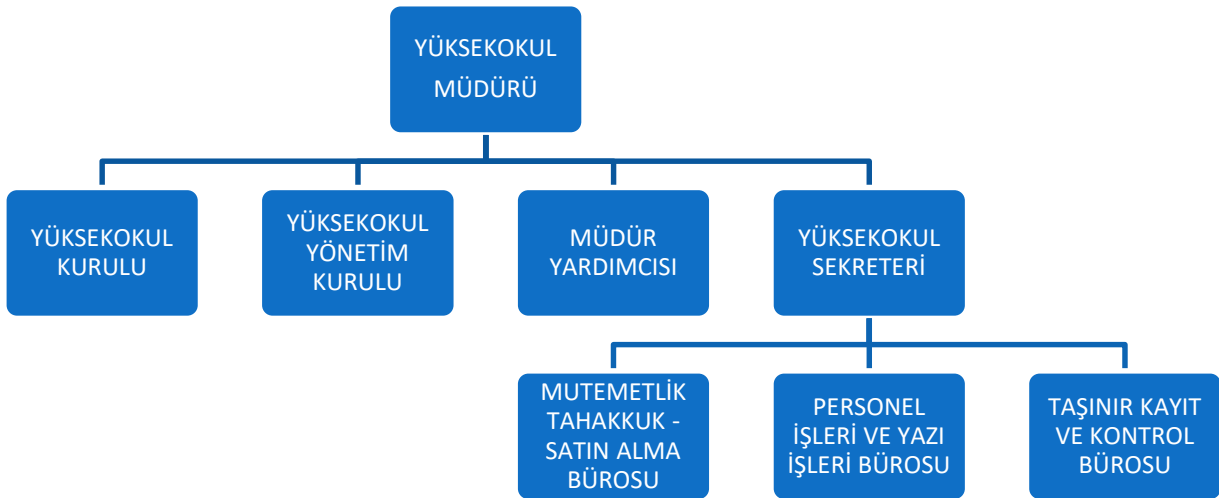 YÜKSEKOKUL
MÜDÜRÜ
YÜKSEKOKUL
KURULU
YÜKSEKOKUL
YÖNETİM
KURULU
MÜDÜR
YARDIMCISI
YÜKSEKOKUL
SEKRETERİ
MUTEMETLİK
TAHAKKUK -
SATIN ALMA
BÜROSU
PERSONEL
İŞLERİ VE YAZI
İŞLERİ BÜROSU
TAŞINIR KAYIT
VE KONTROL
BÜROSU